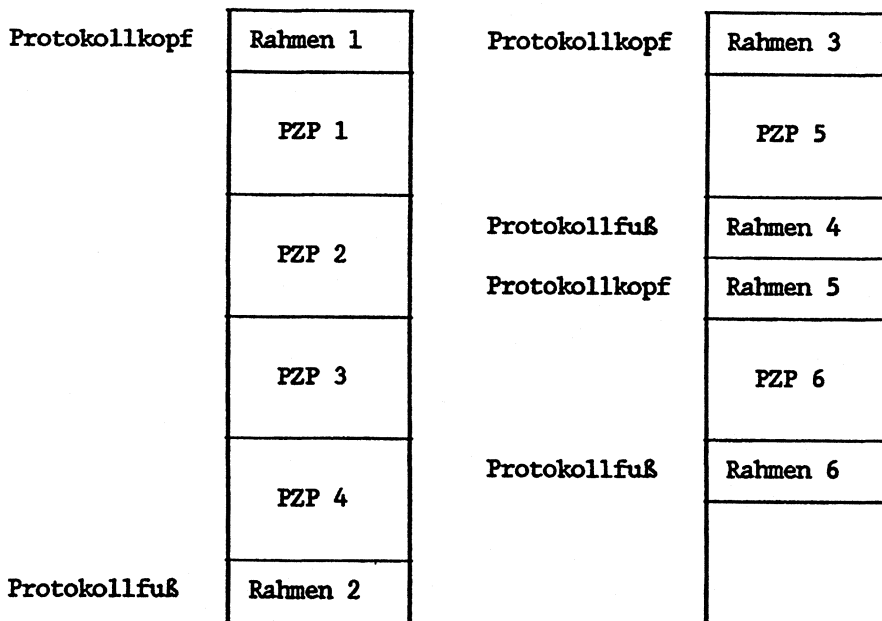 Protokollkopf Rahmen 1
PZP 1
PZP 2
PZP 3
PZP 4
Protokollfuß Rahmen 2
Protokollkopf Rahmen 3
PZP 5
Protokollfuß Rahmen 4
Protokollkopf Rahmen 5
PZP 6
Protokollfuß Rahmen 6